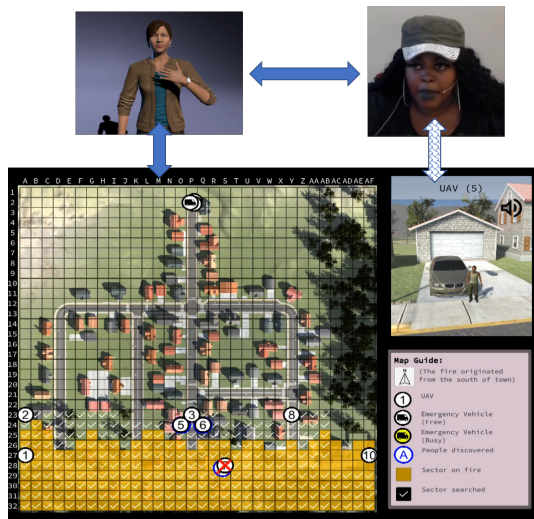 A B C D E F G H I J K L M N O P Q R S T U V W X Y Z AA AB AC AD AE AF
1
2
3
4
5
6
7
8
9
10
11
12
13
14
15
16
17
18
19
20
21
22
23
24
25
26
27
28
29
30
31
32
2
3
8
5
6
1
10
UAV (5)
Map Guide:
N
(The fire originated
from the south of town)
1
UAV
Emergency Vehicle
(Free)
Emergency Vehicle
(Busy)
A
People discovered
Sector on fire
Sector searched